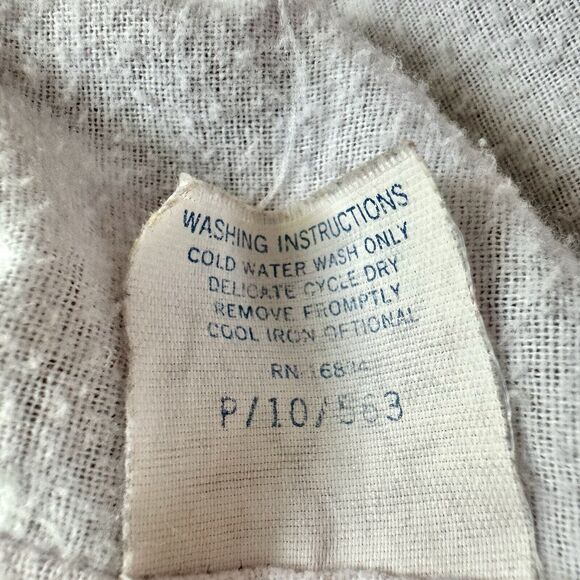 WASHING INSTRUCTIONS
COLD WATER WASH ONLY
DELICATE CYCLE DRY
REMOVE PROMPTLY
COOL IRON OPTIONAL
RN
P/10/563